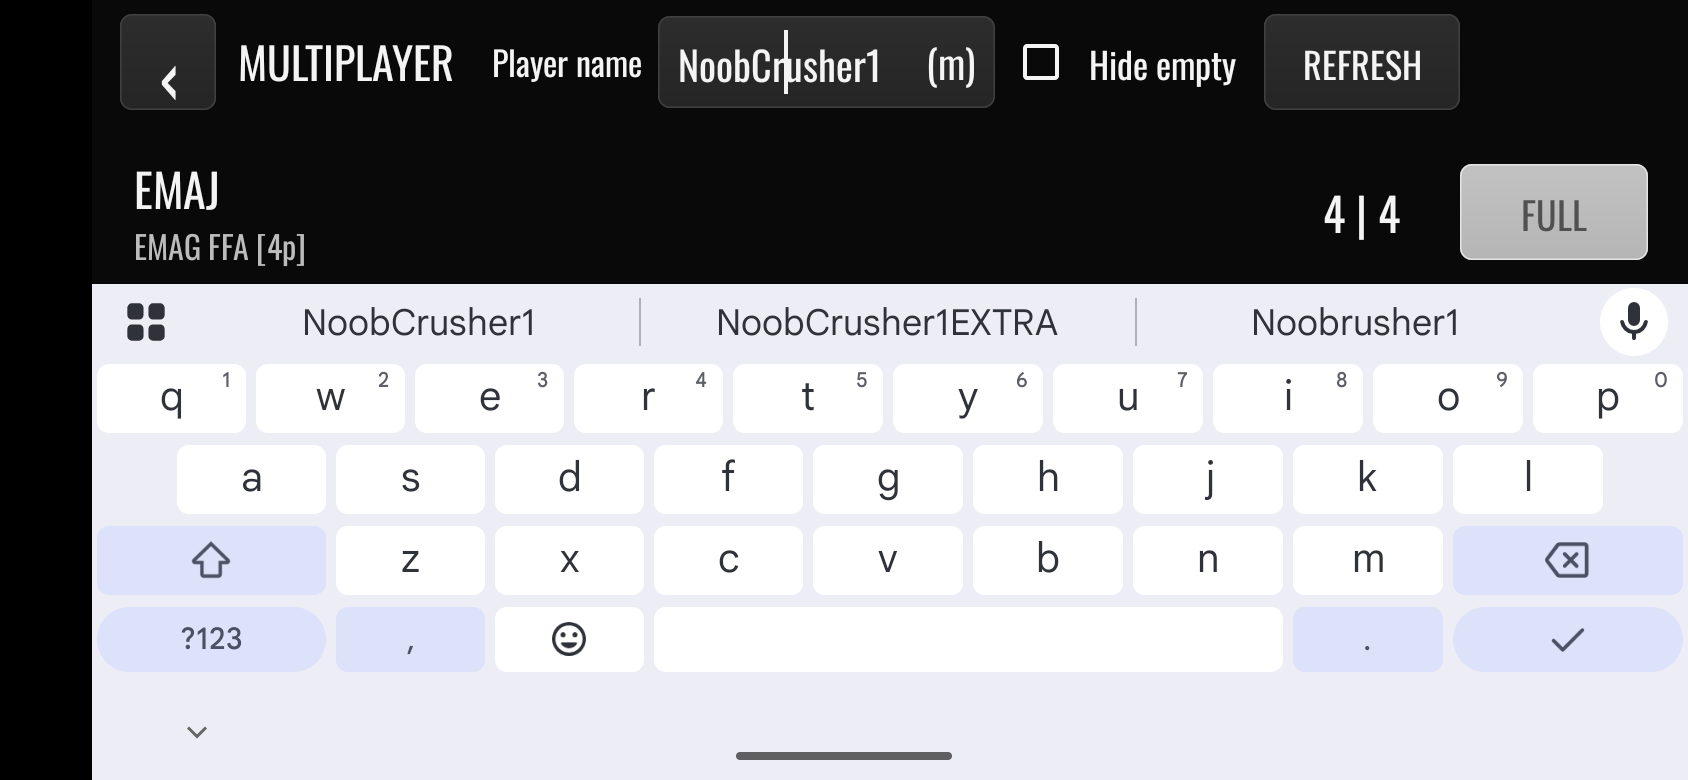 MULTIPLAYER Player name NoobCrusher1 (m) Hide empty REFRESH
EMAJ
EMAG FFA [4p]
4 | 4 FULL
NoobCrusher1 NoobCrusher1EXTRA Noobrusher1
q 1 w 2 e 3 r 4 t 5 y 6 u 7 i 8 o 9 p 0
a s d f g h j k l
z x c v b n m
?123 , .